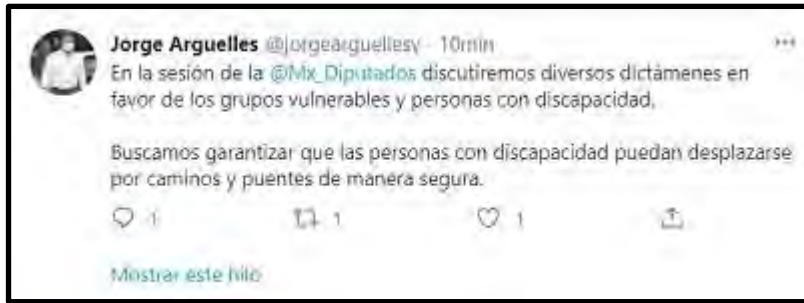 Jorge Arguelles @jorgearguellesv · 10min
En la sesión de la @Mx_Diputados discutiremos diversos dictámenes en
favor de los grupos vulnerables y personas con discapacidad.
Buscamos garantizar que las personas con discapacidad puedan desplazarse
por caminos y puentes de manera segura.
1 1 1
Mostrar este hilo